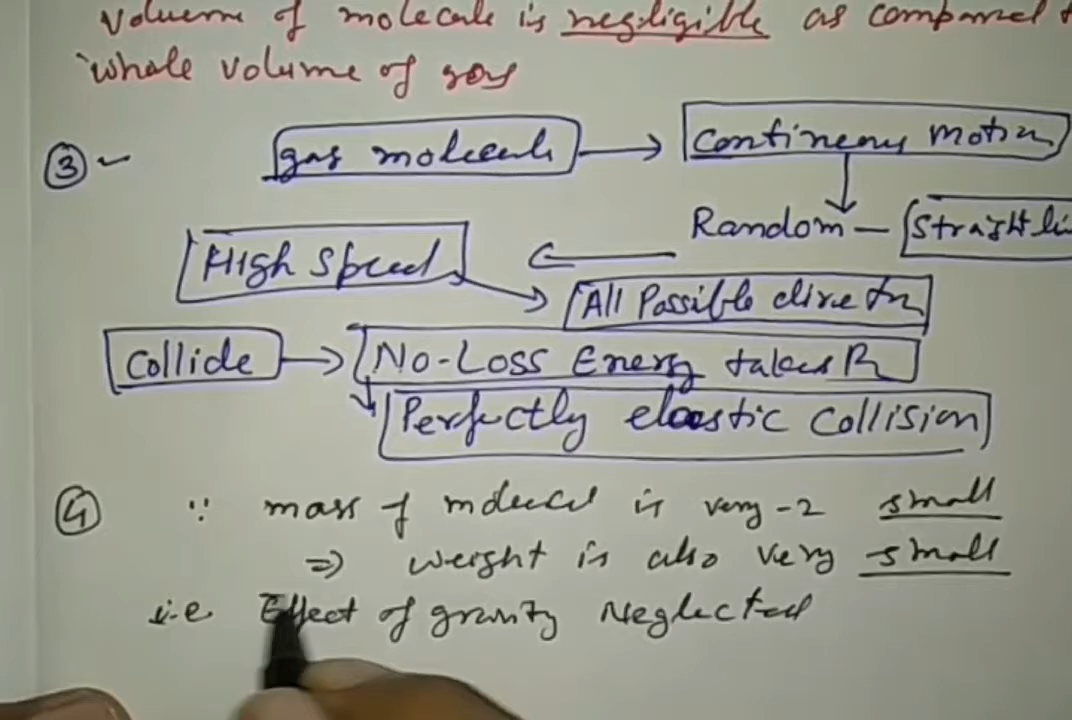 Volume of molecule is negligible as compared
whole volume of gas
③ gas molecule → Contineous motion
Random — Straight
High Speed
All Possible directn
Collide → No-Loss Energy takes
Perfectly elastic Collision
④ ∵ mass of molecule is very-2 small
⇒ weight is also very small
i.e Effect of gravity Neglected